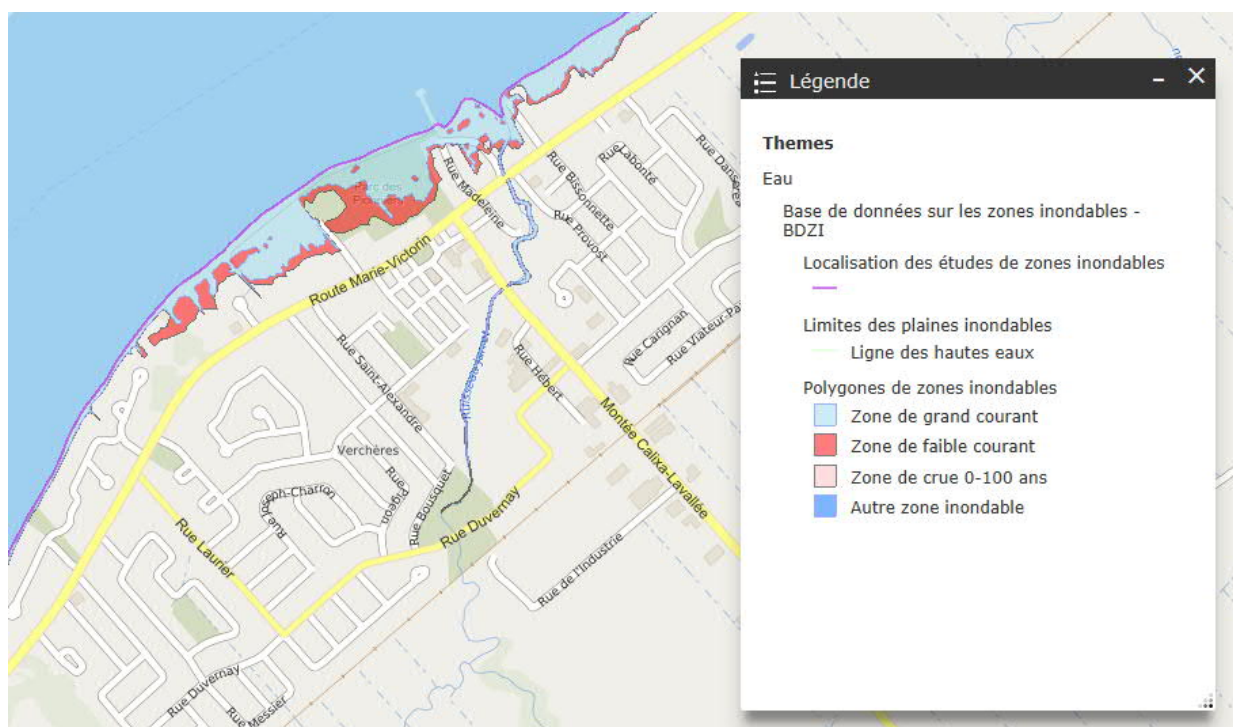 Légende
Themes
Eau
Base de données sur les zones inondables -
BDZI
Localisation des études de zones inondables
Limites des plaines inondables
Ligne des hautes eaux
Polygones de zones inondables
Zone de grand courant
Zone de faible courant
Zone de crue 0-100 ans
Autre zone inondable
Parc des
Rue Madeleine
Rue Bissonnette
Rue Labonté
Rue Provost
Route Marie-Victorin
Rue Carignan
Rue Saint-Alexandre
Rue Hébert
Montée Calixa-Lavallée
Verchères
Rue Pigeon
Rue Bousquet
Rue Joseph-Charron
Rue Duvernay
Rue Laurier
Rue de l'Industrie
Rue Duvernay
Rue Messier